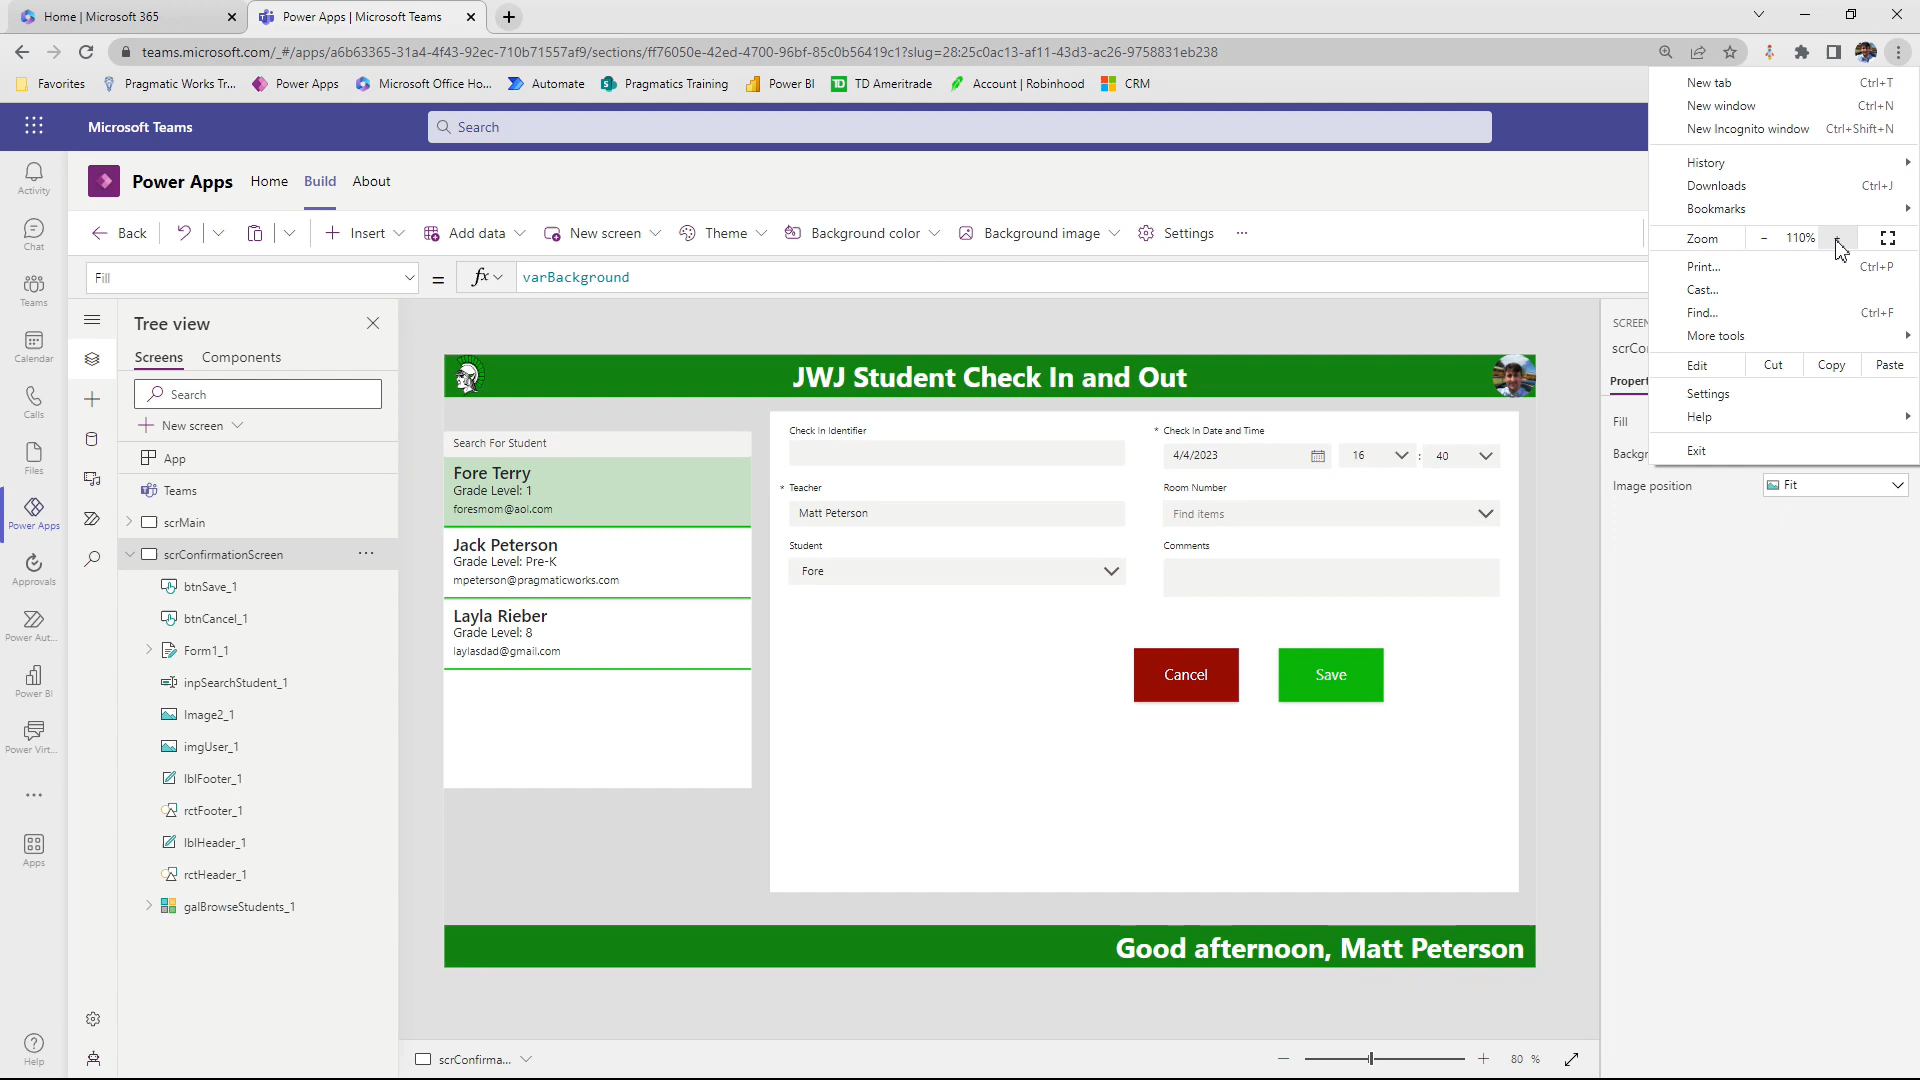 Home | Microsoft 365
Power Apps | Microsoft Teams
teams.microsoft.com/_#/apps/a6b63365-31a4-4f43-92ec-710b71557af9/sections/ff76050e-42ed-4700-96bf-85c0b56419c1?slug=28:25c0ac13-af11-43d3-ac26-9758831eb238
Favorites Pragmatic Works Tr... Power Apps Microsoft Office Ho... Automate Pragmatics Training Power BI TD Ameritrade Account | Robinhood CRM
Microsoft Teams
Search
Power Apps Home Build About
Back Insert Add data New screen Theme Background color Background image Settings ...
Fill = fx varBackground
Activity
Chat
Teams
Calendar
Calls
Files
Power Apps
Approvals
Power Aut...
Power BI
Power Virt...
Apps
Help
Tree view
Screens Components
Search
New screen
App
Teams
scrMain
scrConfirmationScreen ...
btnSave_1
btnCancel_1
Form1_1
inpSearchStudent_1
Image2_1
imgUser_1
lblFooter_1
rctFooter_1
lblHeader_1
rctHeader_1
galBrowseStudents_1
JWJ Student Check In and Out
Search For Student
Fore Terry
Grade Level: 1
foresmom@aol.com
Jack Peterson
Grade Level: Pre-K
mpeterson@pragmaticworks.com
Layla Rieber
Grade Level: 8
laylasdad@gmail.com
Check In Identifier
* Teacher
Matt Peterson
Student
Fore
* Check In Date and Time
4/4/2023 16 : 40
Room Number
Find items
Comments
Cancel Save
Good afternoon, Matt Peterson
scrConfirma...
80 %
SCREEN
scrCo
Propert
Fill
Backgr
Image position Fit
New tab Ctrl+T
New window Ctrl+N
New Incognito window Ctrl+Shift+N
History
Downloads Ctrl+J
Bookmarks
Zoom − 110% +
Print... Ctrl+P
Cast...
Find... Ctrl+F
More tools
Edit Cut Copy Paste
Settings
Help
Exit